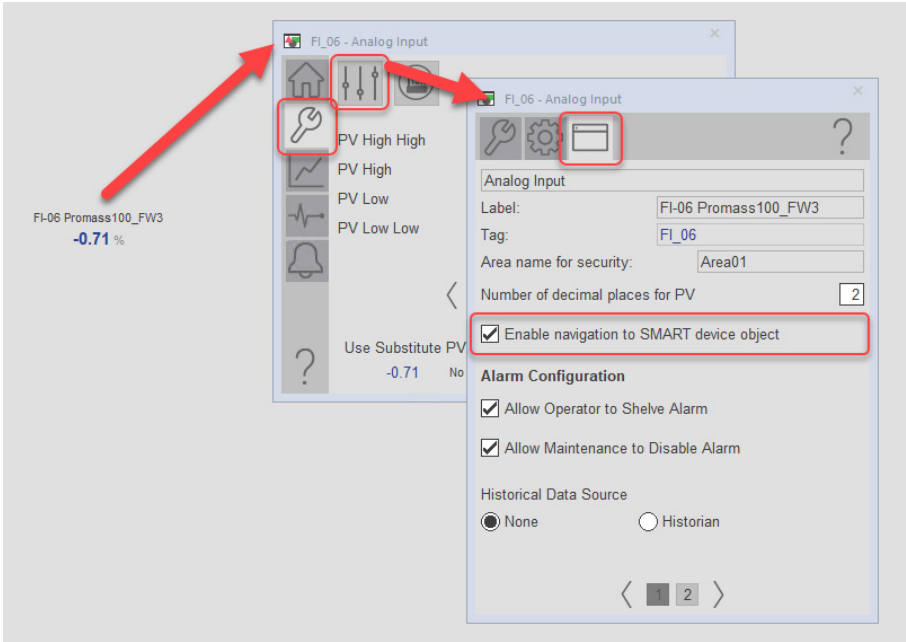 FI-06 Promass100_FW3
-0.71 %
FI_06 - Analog Input
PV High High
PV High
PV Low
PV Low Low
Use Substitute PV
-0.71 No
FI_06 - Analog Input
Analog Input
Label: FI-06 Promass100_FW3
Tag: FI_06
Area name for security: Area01
Number of decimal places for PV 2
Enable navigation to SMART device object
Alarm Configuration
Allow Operator to Shelve Alarm
Allow Maintenance to Disable Alarm
Historical Data Source
None Historian
1 2